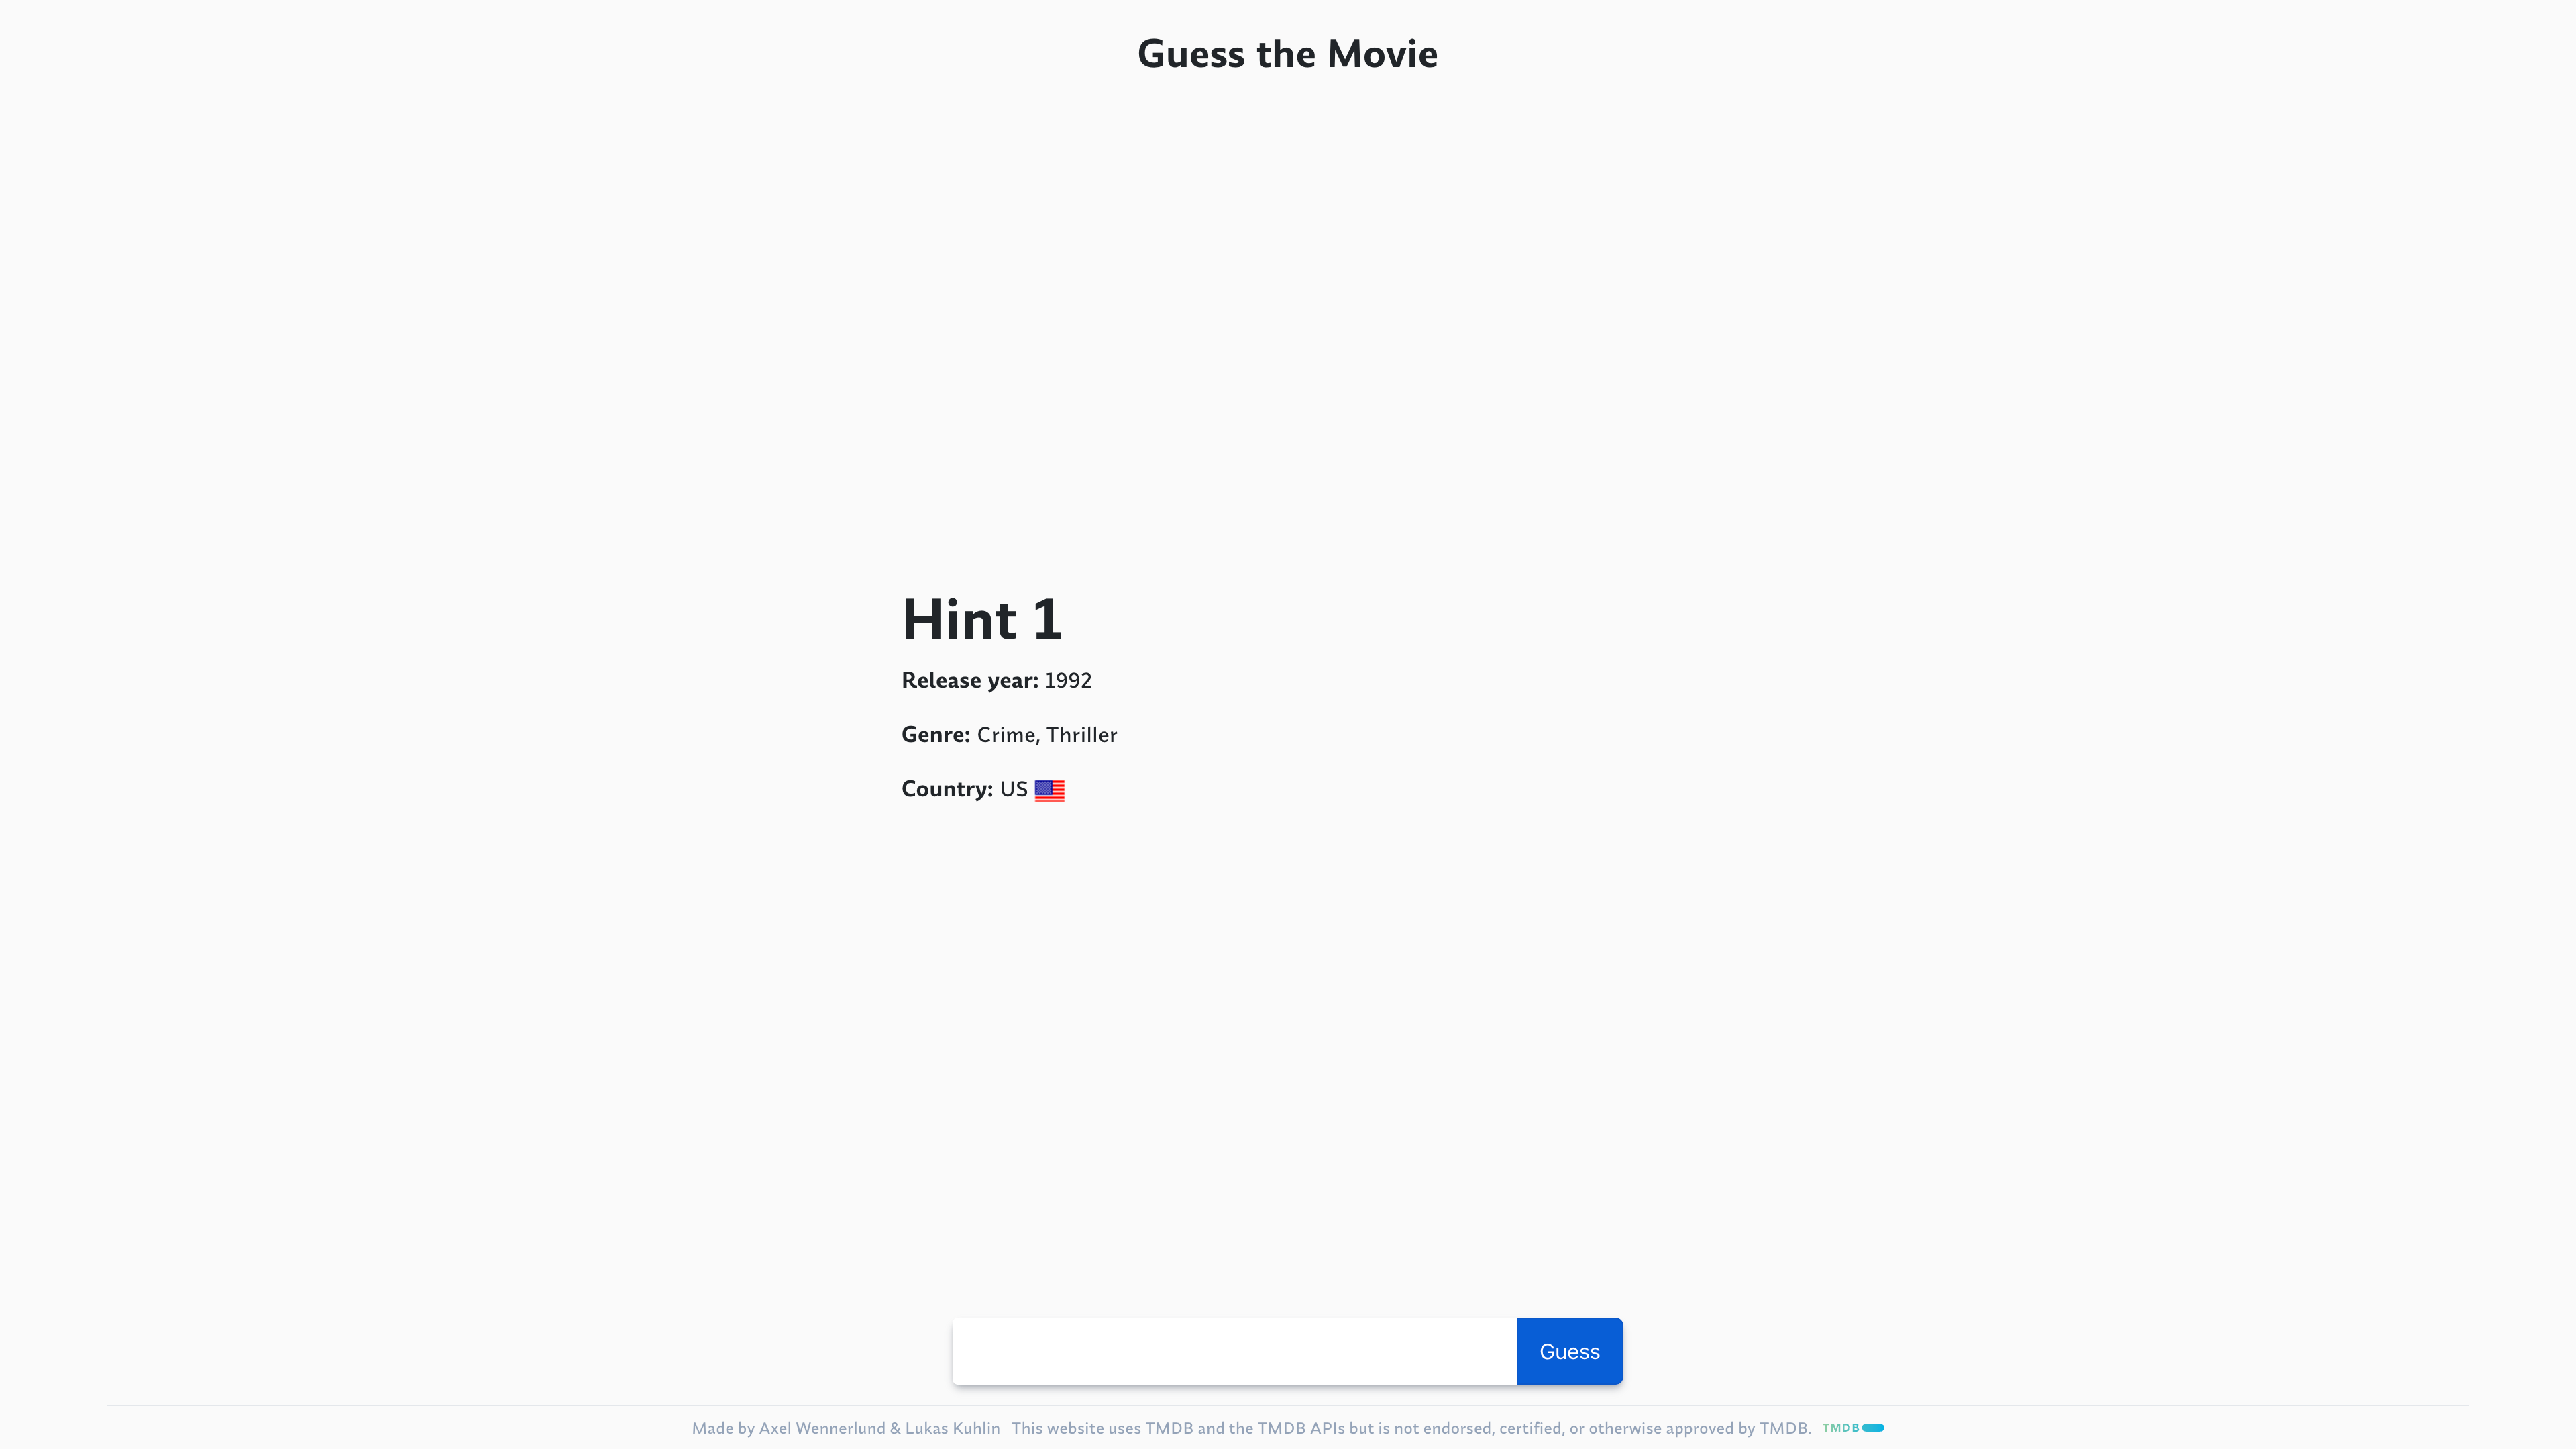 Guess the Movie
Hint 1
Release year: 1992
Genre: Crime, Thriller
Country: US
Guess
Made by Axel Wennerlund & Lukas Kuhlin This website uses TMDB and the TMDB APIs but is not endorsed, certified, or otherwise approved by TMDB. TMDB